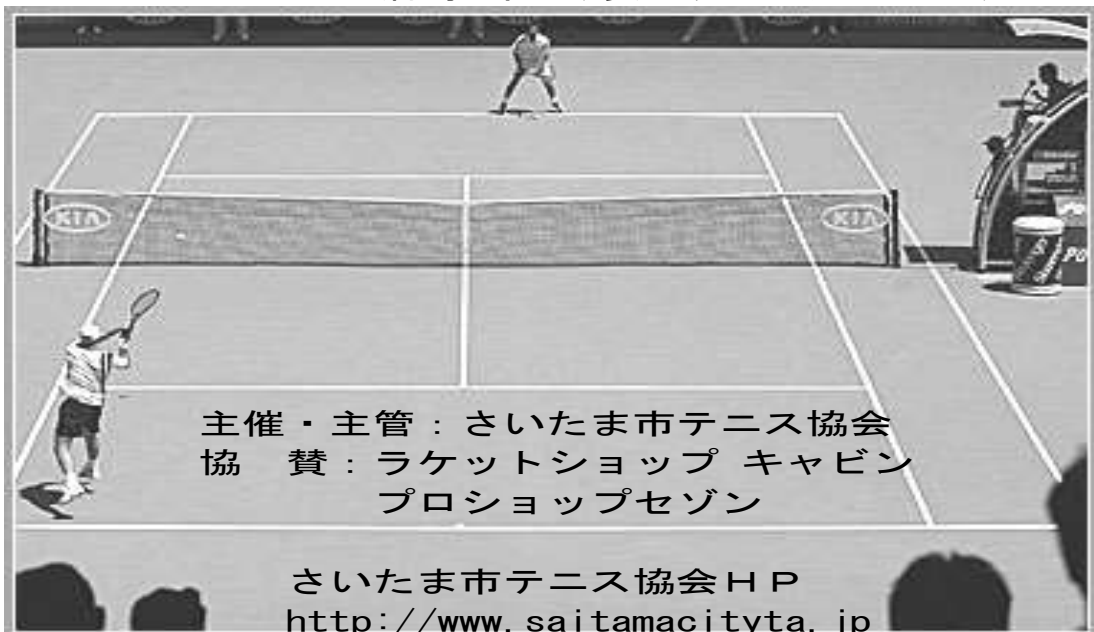 KIA
KIA
主催・主管：さいたま市テニス協会
協　賛：ラケットショップ キャビン
プロショップセゾン
さいたま市テニス協会ＨＰ
http://www.saitamacityta.jp